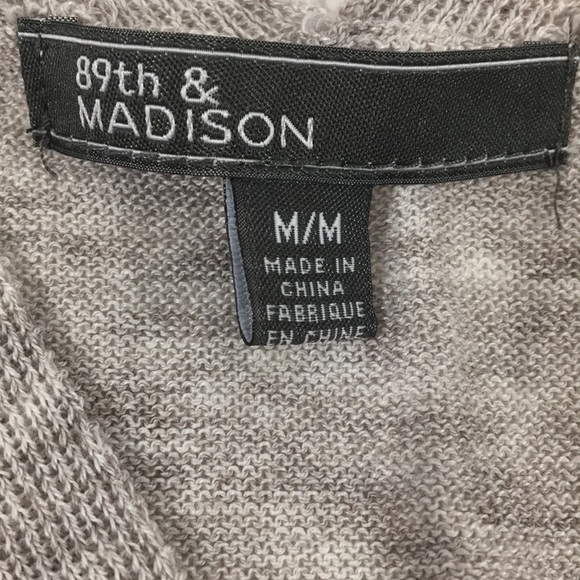 89th &
MADISON
M/M
MADE IN
CHINA
FABRIQUE
EN CHINE